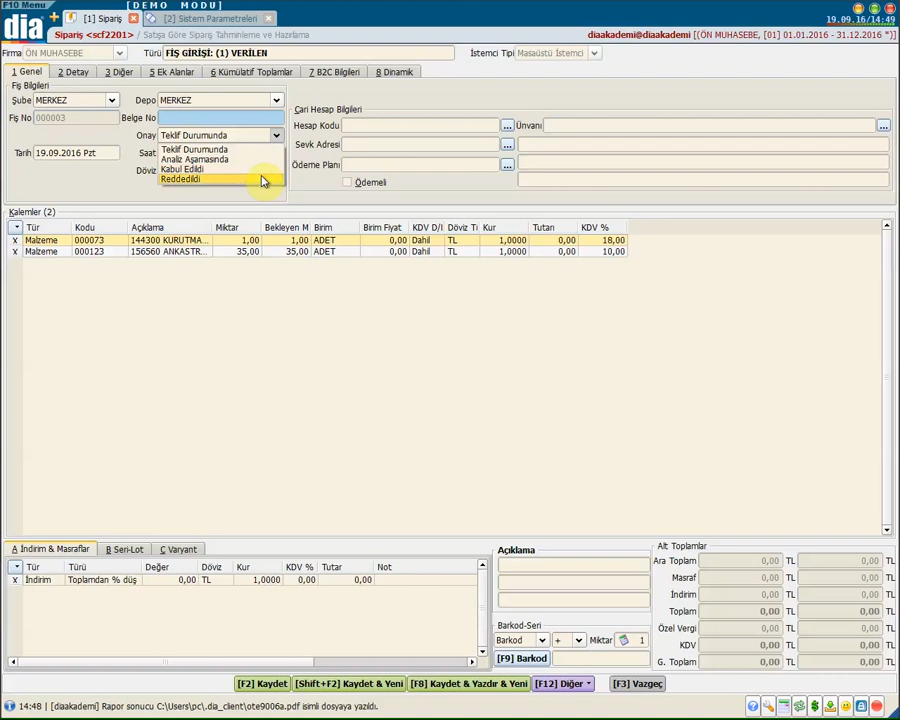 F10 Menu
[DEMO MODU]
dia
[1] Sipariş
[2] Sistem Parametreleri
19.09.16/14:49
Sipariş <scf2201> / Satışa Göre Sipariş Tahminleme ve Hazırlama
diaakademi@diaakademi [(ÖN MUHASEBE, [01] 01.01.2016 - 31.12.2016 *)]
Firma ÖN MUHASEBE Türü FİŞ GİRİŞİ: (1) VERİLEN İstemci Tipi Masaüstü İstemci
1 Genel 2 Detay 3 Diğer 5 Ek Alanlar 6 Kümülatif Toplamlar 7 B2C Bilgileri 8 Dinamik
Fiş Bilgileri
Şube MERKEZ Depo MERKEZ
Fiş No 000003 Belge No
Onay Teklif Durumunda
Teklif Durumunda
Analiz Aşamasında
Kabul Edildi
Reddedildi
Tarih 19.09.2016 Pzt Saat
Döviz
Cari Hesap Bilgileri
Hesap Kodu ... Ünvanı ...
Sevk Adresi ...
Ödeme Planı ...
Ödemeli
Kalemler (2)
Tür Kodu Açıklama Miktar Bekleyen M Birim Birim Fiyat KDV D/I Döviz Tı Kur Tutarı KDV %
X Malzeme 000073 144300 KURUTMA... 1,00 1,00 ADET 0,00 Dahil TL 1,0000 0,00 18,00
X Malzeme 000123 156560 ANKASTR... 35,00 35,00 ADET 0,00 Dahil TL 1,0000 0,00 10,00
A İndirim & Masraflar B Seri-Lot C Varyant
Tür Türü Değer Döviz Kur KDV % Tutar Not
X İndirim Toplamdan % düş 0,00 TL 1,0000 0,00 0,00
Açıklama
Barkod-Seri
Barkod + Miktar 1
[F9] Barkod
Alt Toplamlar
Ara Toplam 0,00 TL 0,00 TL
Masraf 0,00 TL 0,00 TL
İndirim 0,00 TL 0,00 TL
Toplam 0,00 TL 0,00 TL
Özel Vergi 0,00 TL 0,00 TL
KDV 0,00 TL 0,00 TL
G. Toplam 0,00 TL 0,00 TL
[F2] Kaydet [Shift+F2] Kaydet & Yeni [F8] Kaydet & Yazdır & Yeni [F12] Diğer [F3] Vazgeç
14:48 | [diaakademi] Rapor sonucu C:\Users\pc\.dia_client\ote9006a.pdf isimli dosyaya yazıldı.